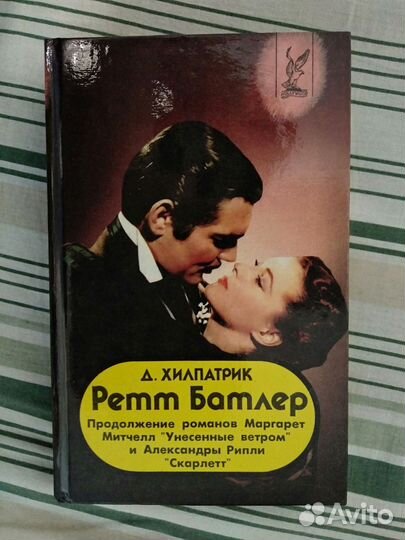 Д. ХИЛПАТРИК
Ретт Батлер
Продолжение романов Маргарет
Митчелл "Унесенные ветром"
и Александры Рипли
"Скарлетт"
Avito